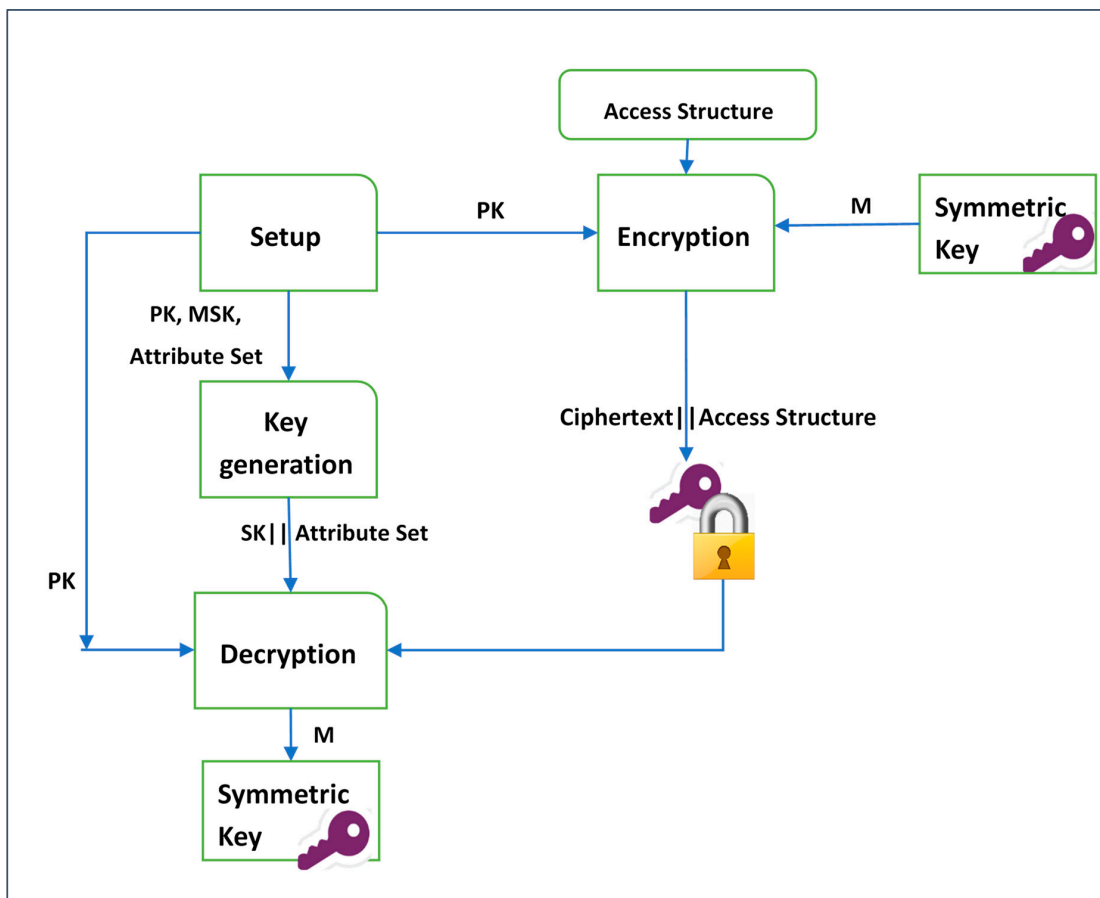 Access Structure
Setup
PK
Encryption
M
Symmetric
Key
PK, MSK,
Attribute Set
Key
generation
Ciphertext||Access Structure
SK|| Attribute Set
PK
Decryption
M
Symmetric
Key